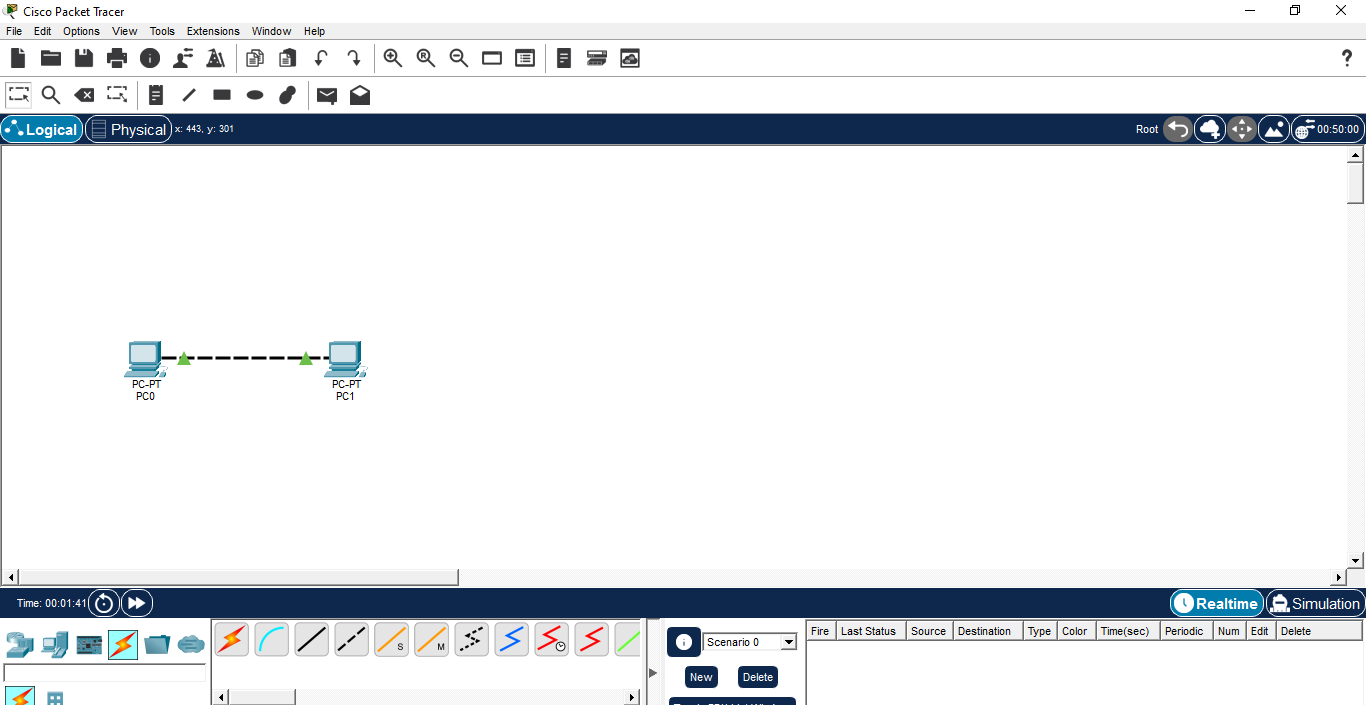 Cisco Packet Tracer
File Edit Options View Tools Extensions Window Help
?
Logical Physical x: 443, y: 301 Root 00:50:00
PC-PT PC-PT
PC0 PC1
Time: 00:01:41 Realtime Simulation
S M
Scenario 0
New Delete
Fire Last Status Source Destination Type Color Time(sec) Periodic Num Edit Delete